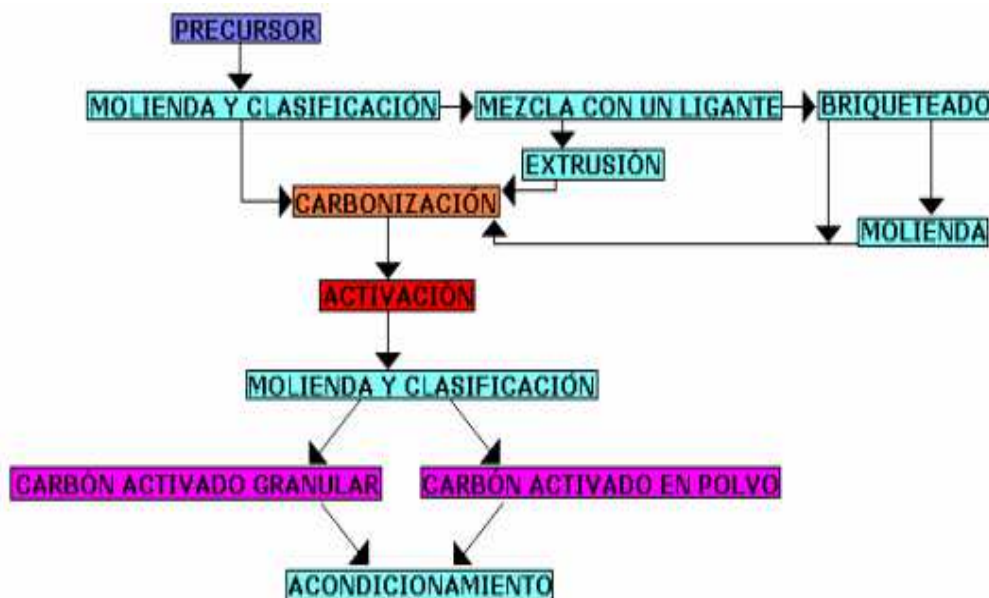 PRECURSOR
MOLIENDA Y CLASIFICACIÓN
MEZCLA CON UN LIGANTE
BRIQUETEADO
EXTRUSIÓN
CARBONIZACIÓN
MOLIENDA
ACTIVACIÓN
MOLIENDA Y CLASIFICACIÓN
CARBÓN ACTIVADO GRANULAR
CARBÓN ACTIVADO EN POLVO
ACONDICIONAMIENTO